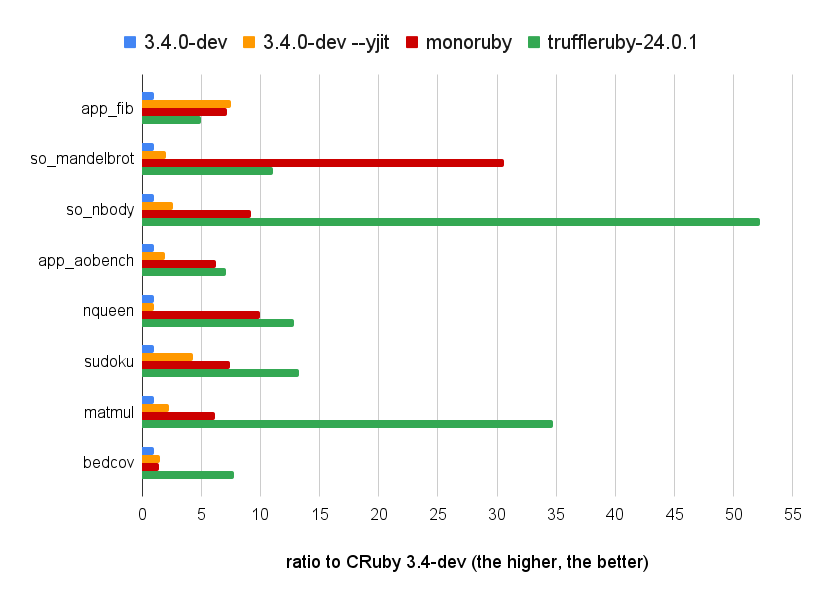 3.4.0-dev 3.4.0-dev --yjit monoruby truffleruby-24.0.1
app_fib
so_mandelbrot
so_nbody
app_aobench
nqueen
sudoku
matmul
bedcov
0 5 10 15 20 25 30 35 40 45 50 55
ratio to CRuby 3.4-dev (the higher, the better)